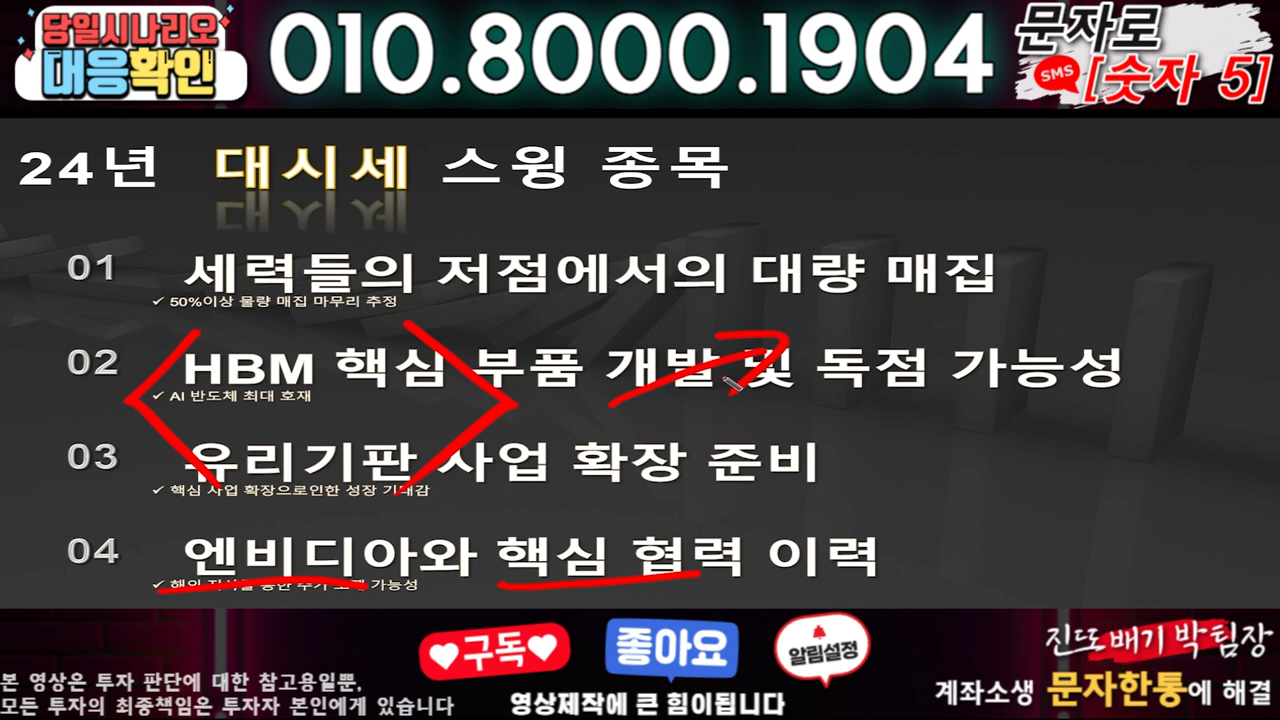 당일시나리오
대응확인
010.8000.1904
문자로
SMS
[숫자 5]
24년 대시세 스윙 종목
01 세력들의 저점에서의 대량 매집
✓ 50%이상 물량 매집 마무리 추정
02 HBM 핵심 부품 개발 및 독점 가능성
✓ AI 반도체 최대 호재
03 유리기판 사업 확장 준비
✓ 핵심 사업 확장으로인한 성장 기대감
04 엔비디아와 핵심 협력 이력
✓ 해외 통한 추가 가능성
구독
좋아요
알림설정
영상제작에 큰 힘이됩니다
본 영상은 투자 판단에 대한 참고용일뿐,
모든 투자의 최종책임은 투자자 본인에게 있습니다
진또배기 박팀장
계좌소생 문자한통에 해결